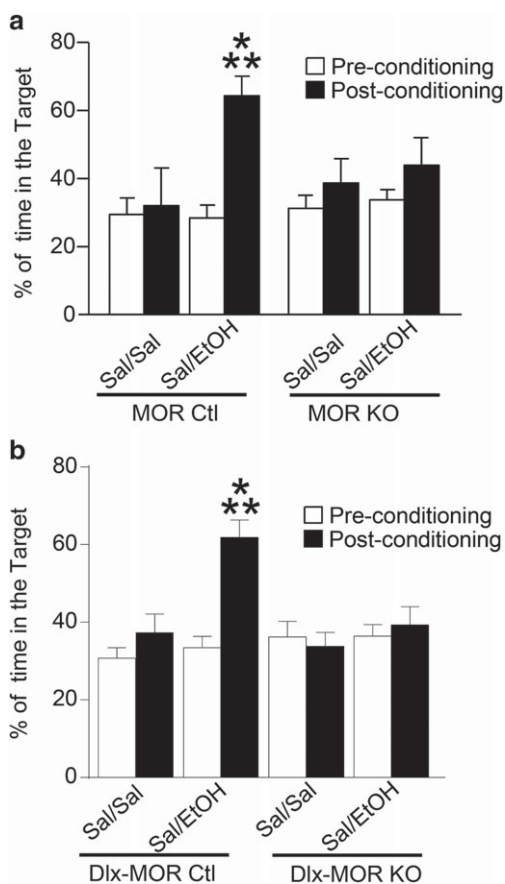 a
80
60
40
20
0
% of time in the Target
*
**
Pre-conditioning
Post-conditioning
Sal/Sal
Sal/EtOH
Sal/Sal
Sal/EtOH
MOR Ctl
MOR KO
b
80
60
40
20
0
% of time in the Target
*
**
Pre-conditioning
Post-conditioning
Sal/Sal
Sal/EtOH
Sal/Sal
Sal/EtOH
Dlx-MOR Ctl
Dlx-MOR KO